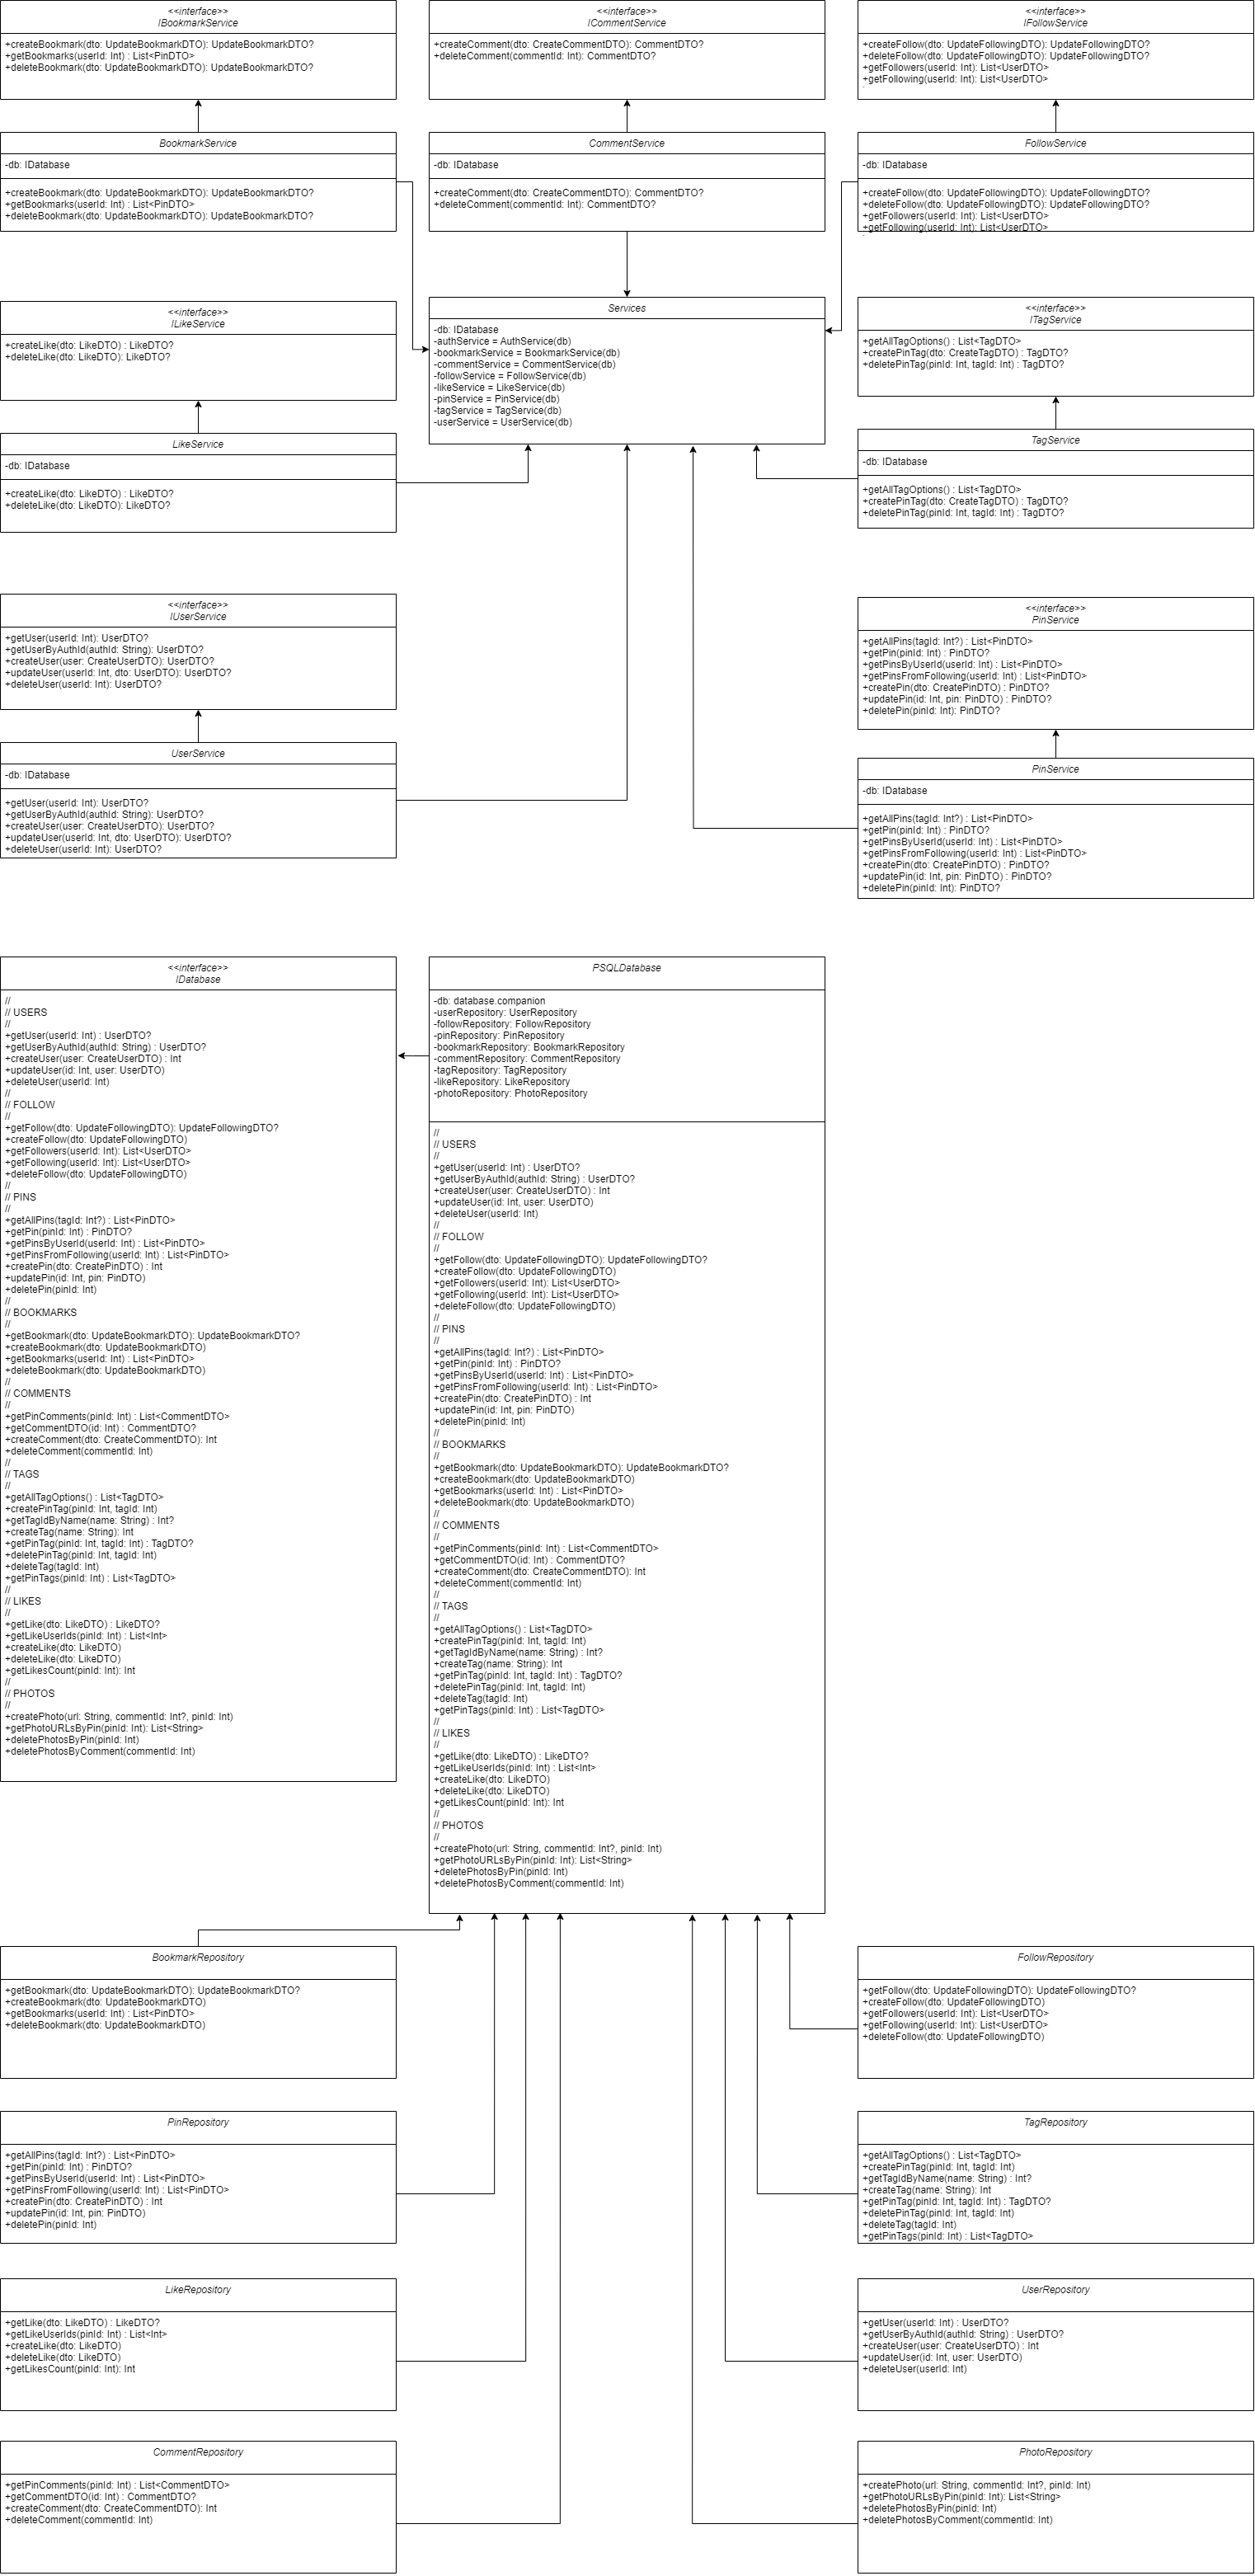 <<interface>>
IBookmarkService
+createBookmark(dto: UpdateBookmarkDTO): UpdateBookmarkDTO?
+getBookmarks(userId: Int) : List<PinDTO>
+deleteBookmark(dto: UpdateBookmarkDTO): UpdateBookmarkDTO?
<<interface>>
ICommentService
+createComment(dto: CreateCommentDTO): CommentDTO?
+deleteComment(commentId: Int): CommentDTO?
<<interface>>
IFollowService
+createFollow(dto: UpdateFollowingDTO): UpdateFollowingDTO?
+deleteFollow(dto: UpdateFollowingDTO): UpdateFollowingDTO?
+getFollowers(userId: Int): List<UserDTO>
+getFollowing(userId: Int): List<UserDTO>
BookmarkService
-db: IDatabase
+createBookmark(dto: UpdateBookmarkDTO): UpdateBookmarkDTO?
+getBookmarks(userId: Int) : List<PinDTO>
+deleteBookmark(dto: UpdateBookmarkDTO): UpdateBookmarkDTO?
CommentService
-db: IDatabase
+createComment(dto: CreateCommentDTO): CommentDTO?
+deleteComment(commentId: Int): CommentDTO?
FollowService
-db: IDatabase
+createFollow(dto: UpdateFollowingDTO): UpdateFollowingDTO?
+deleteFollow(dto: UpdateFollowingDTO): UpdateFollowingDTO?
+getFollowers(userId: Int): List<UserDTO>
+getFollowing(userId: Int): List<UserDTO>
<<interface>>
ILikeService
+createLike(dto: LikeDTO) : LikeDTO?
+deleteLike(dto: LikeDTO): LikeDTO?
Services
-db: IDatabase
-authService = AuthService(db)
-bookmarkService = BookmarkService(db)
-commentService = CommentService(db)
-followService = FollowService(db)
-likeService = LikeService(db)
-pinService = PinService(db)
-tagService = TagService(db)
-userService = UserService(db)
<<interface>>
ITagService
+getAllTagOptions() : List<TagDTO>
+createPinTag(dto: CreateTagDTO) : TagDTO?
+deletePinTag(pinId: Int, tagId: Int) : TagDTO?
LikeService
-db: IDatabase
+createLike(dto: LikeDTO) : LikeDTO?
+deleteLike(dto: LikeDTO): LikeDTO?
TagService
-db: IDatabase
+getAllTagOptions() : List<TagDTO>
+createPinTag(dto: CreateTagDTO) : TagDTO?
+deletePinTag(pinId: Int, tagId: Int) : TagDTO?
<<interface>>
IUserService
+getUser(userId: Int): UserDTO?
+getUserByAuthId(authId: String): UserDTO?
+createUser(user: CreateUserDTO): UserDTO?
+updateUser(userId: Int, dto: UserDTO): UserDTO?
+deleteUser(userId: Int): UserDTO?
<<interface>>
PinService
+getAllPins(tagId: Int?) : List<PinDTO>
+getPin(pinId: Int) : PinDTO?
+getPinsByUserId(userId: Int) : List<PinDTO>
+getPinsFromFollowing(userId: Int) : List<PinDTO>
+createPin(dto: CreatePinDTO) : PinDTO?
+updatePin(id: Int, pin: PinDTO) : PinDTO?
+deletePin(pinId: Int): PinDTO?
UserService
-db: IDatabase
+getUser(userId: Int): UserDTO?
+getUserByAuthId(authId: String): UserDTO?
+createUser(user: CreateUserDTO): UserDTO?
+updateUser(userId: Int, dto: UserDTO): UserDTO?
+deleteUser(userId: Int): UserDTO?
PinService
-db: IDatabase
+getAllPins(tagId: Int?) : List<PinDTO>
+getPin(pinId: Int) : PinDTO?
+getPinsByUserId(userId: Int) : List<PinDTO>
+getPinsFromFollowing(userId: Int) : List<PinDTO>
+createPin(dto: CreatePinDTO) : PinDTO?
+updatePin(id: Int, pin: PinDTO) : PinDTO?
+deletePin(pinId: Int): PinDTO?
<<interface>>
IDatabase
//
// USERS
//
+getUser(userId: Int) : UserDTO?
+getUserByAuthId(authId: String) : UserDTO?
+createUser(user: CreateUserDTO) : Int
+updateUser(id: Int, user: UserDTO)
+deleteUser(userId: Int)
//
// FOLLOW
//
+getFollow(dto: UpdateFollowingDTO): UpdateFollowingDTO?
+createFollow(dto: UpdateFollowingDTO)
+getFollowers(userId: Int): List<UserDTO>
+getFollowing(userId: Int): List<UserDTO>
+deleteFollow(dto: UpdateFollowingDTO)
//
// PINS
//
+getAllPins(tagId: Int?) : List<PinDTO>
+getPin(pinId: Int) : PinDTO?
+getPinsByUserId(userId: Int) : List<PinDTO>
+getPinsFromFollowing(userId: Int) : List<PinDTO>
+createPin(dto: CreatePinDTO) : Int
+updatePin(id: Int, pin: PinDTO)
+deletePin(pinId: Int)
//
// BOOKMARKS
//
+getBookmark(dto: UpdateBookmarkDTO): UpdateBookmarkDTO?
+createBookmark(dto: UpdateBookmarkDTO)
+getBookmarks(userId: Int) : List<PinDTO>
+deleteBookmark(dto: UpdateBookmarkDTO)
//
// COMMENTS
//
+getPinComments(pinId: Int) : List<CommentDTO>
+getCommentDTO(id: Int) : CommentDTO?
+createComment(dto: CreateCommentDTO): Int
+deleteComment(commentId: Int)
//
// TAGS
//
+getAllTagOptions() : List<TagDTO>
+createPinTag(pinId: Int, tagId: Int)
+getTagIdByName(name: String) : Int?
+createTag(name: String): Int
+getPinTag(pinId: Int, tagId: Int) : TagDTO?
+deletePinTag(pinId: Int, tagId: Int)
+deleteTag(tagId: Int)
+getPinTags(pinId: Int) : List<TagDTO>
//
// LIKES
//
+getLike(dto: LikeDTO) : LikeDTO?
+getLikeUserIds(pinId: Int) : List<Int>
+createLike(dto: LikeDTO)
+deleteLike(dto: LikeDTO)
+getLikesCount(pinId: Int): Int
//
// PHOTOS
//
+createPhoto(url: String, commentId: Int?, pinId: Int)
+getPhotoURLsByPin(pinId: Int): List<String>
+deletePhotosByPin(pinId: Int)
+deletePhotosByComment(commentId: Int)
PSQLDatabase
-db: database.companion
-userRepository: UserRepository
-followRepository: FollowRepository
-pinRepository: PinRepository
-bookmarkRepository: BookmarkRepository
-commentRepository: CommentRepository
-tagRepository: TagRepository
-likeRepository: LikeRepository
-photoRepository: PhotoRepository
//
// USERS
//
+getUser(userId: Int) : UserDTO?
+getUserByAuthId(authId: String) : UserDTO?
+createUser(user: CreateUserDTO) : Int
+updateUser(id: Int, user: UserDTO)
+deleteUser(userId: Int)
//
// FOLLOW
//
+getFollow(dto: UpdateFollowingDTO): UpdateFollowingDTO?
+createFollow(dto: UpdateFollowingDTO)
+getFollowers(userId: Int): List<UserDTO>
+getFollowing(userId: Int): List<UserDTO>
+deleteFollow(dto: UpdateFollowingDTO)
//
// PINS
//
+getAllPins(tagId: Int?) : List<PinDTO>
+getPin(pinId: Int) : PinDTO?
+getPinsByUserId(userId: Int) : List<PinDTO>
+getPinsFromFollowing(userId: Int) : List<PinDTO>
+createPin(dto: CreatePinDTO) : Int
+updatePin(id: Int, pin: PinDTO)
+deletePin(pinId: Int)
//
// BOOKMARKS
//
+getBookmark(dto: UpdateBookmarkDTO): UpdateBookmarkDTO?
+createBookmark(dto: UpdateBookmarkDTO)
+getBookmarks(userId: Int) : List<PinDTO>
+deleteBookmark(dto: UpdateBookmarkDTO)
//
// COMMENTS
//
+getPinComments(pinId: Int) : List<CommentDTO>
+getCommentDTO(id: Int) : CommentDTO?
+createComment(dto: CreateCommentDTO): Int
+deleteComment(commentId: Int)
//
// TAGS
//
+getAllTagOptions() : List<TagDTO>
+createPinTag(pinId: Int, tagId: Int)
+getTagIdByName(name: String) : Int?
+createTag(name: String): Int
+getPinTag(pinId: Int, tagId: Int) : TagDTO?
+deletePinTag(pinId: Int, tagId: Int)
+deleteTag(tagId: Int)
+getPinTags(pinId: Int) : List<TagDTO>
//
// LIKES
//
+getLike(dto: LikeDTO) : LikeDTO?
+getLikeUserIds(pinId: Int) : List<Int>
+createLike(dto: LikeDTO)
+deleteLike(dto: LikeDTO)
+getLikesCount(pinId: Int): Int
//
// PHOTOS
//
+createPhoto(url: String, commentId: Int?, pinId: Int)
+getPhotoURLsByPin(pinId: Int): List<String>
+deletePhotosByPin(pinId: Int)
+deletePhotosByComment(commentId: Int)
BookmarkRepository
+getBookmark(dto: UpdateBookmarkDTO): UpdateBookmarkDTO?
+createBookmark(dto: UpdateBookmarkDTO)
+getBookmarks(userId: Int) : List<PinDTO>
+deleteBookmark(dto: UpdateBookmarkDTO)
FollowRepository
+getFollow(dto: UpdateFollowingDTO): UpdateFollowingDTO?
+createFollow(dto: UpdateFollowingDTO)
+getFollowers(userId: Int): List<UserDTO>
+getFollowing(userId: Int): List<UserDTO>
+deleteFollow(dto: UpdateFollowingDTO)
PinRepository
+getAllPins(tagId: Int?) : List<PinDTO>
+getPin(pinId: Int) : PinDTO?
+getPinsByUserId(userId: Int) : List<PinDTO>
+getPinsFromFollowing(userId: Int) : List<PinDTO>
+createPin(dto: CreatePinDTO) : Int
+updatePin(id: Int, pin: PinDTO)
+deletePin(pinId: Int)
TagRepository
+getAllTagOptions() : List<TagDTO>
+createPinTag(pinId: Int, tagId: Int)
+getTagIdByName(name: String) : Int?
+createTag(name: String): Int
+getPinTag(pinId: Int, tagId: Int) : TagDTO?
+deletePinTag(pinId: Int, tagId: Int)
+deleteTag(tagId: Int)
+getPinTags(pinId: Int) : List<TagDTO>
LikeRepository
+getLike(dto: LikeDTO) : LikeDTO?
+getLikeUserIds(pinId: Int) : List<Int>
+createLike(dto: LikeDTO)
+deleteLike(dto: LikeDTO)
+getLikesCount(pinId: Int): Int
UserRepository
+getUser(userId: Int) : UserDTO?
+getUserByAuthId(authId: String) : UserDTO?
+createUser(user: CreateUserDTO) : Int
+updateUser(id: Int, user: UserDTO)
+deleteUser(userId: Int)
CommentRepository
+getPinComments(pinId: Int) : List<CommentDTO>
+getCommentDTO(id: Int) : CommentDTO?
+createComment(dto: CreateCommentDTO): Int
+deleteComment(commentId: Int)
PhotoRepository
+createPhoto(url: String, commentId: Int?, pinId: Int)
+getPhotoURLsByPin(pinId: Int): List<String>
+deletePhotosByPin(pinId: Int)
+deletePhotosByComment(commentId: Int)